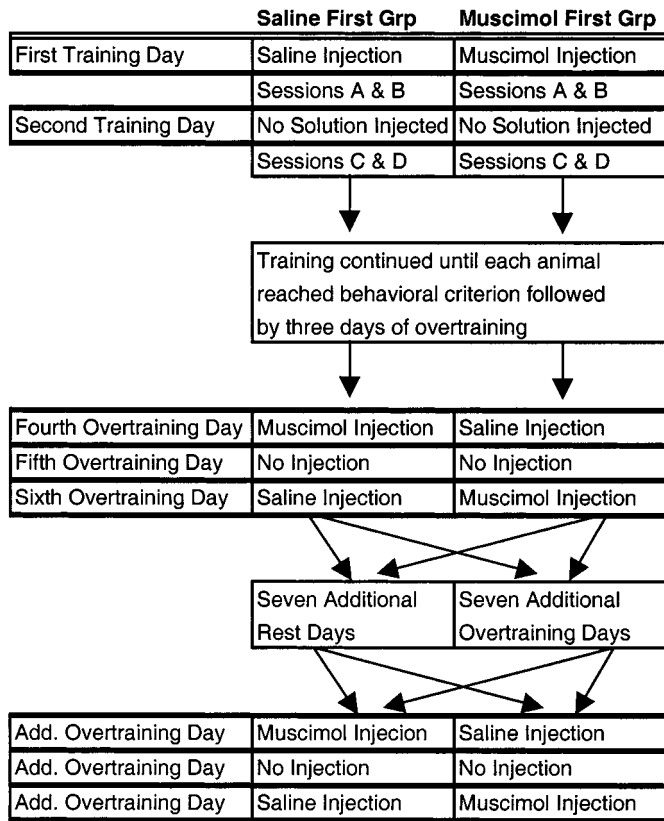 Saline First Grp Muscimol First Grp
First Training Day Saline Injection Muscimol Injection
Sessions A & B Sessions A & B
Second Training Day No Solution Injected No Solution Injected
Sessions C & D Sessions C & D
Training continued until each animal
reached behavioral criterion followed
by three days of overtraining
Fourth Overtraining Day Muscimol Injection Saline Injection
Fifth Overtraining Day No Injection No Injection
Sixth Overtraining Day Saline Injection Muscimol Injection
Seven Additional Seven Additional
Rest Days Overtraining Days
Add. Overtraining Day Muscimol Injecion Saline Injection
Add. Overtraining Day No Injection No Injection
Add. Overtraining Day Saline Injection Muscimol Injection